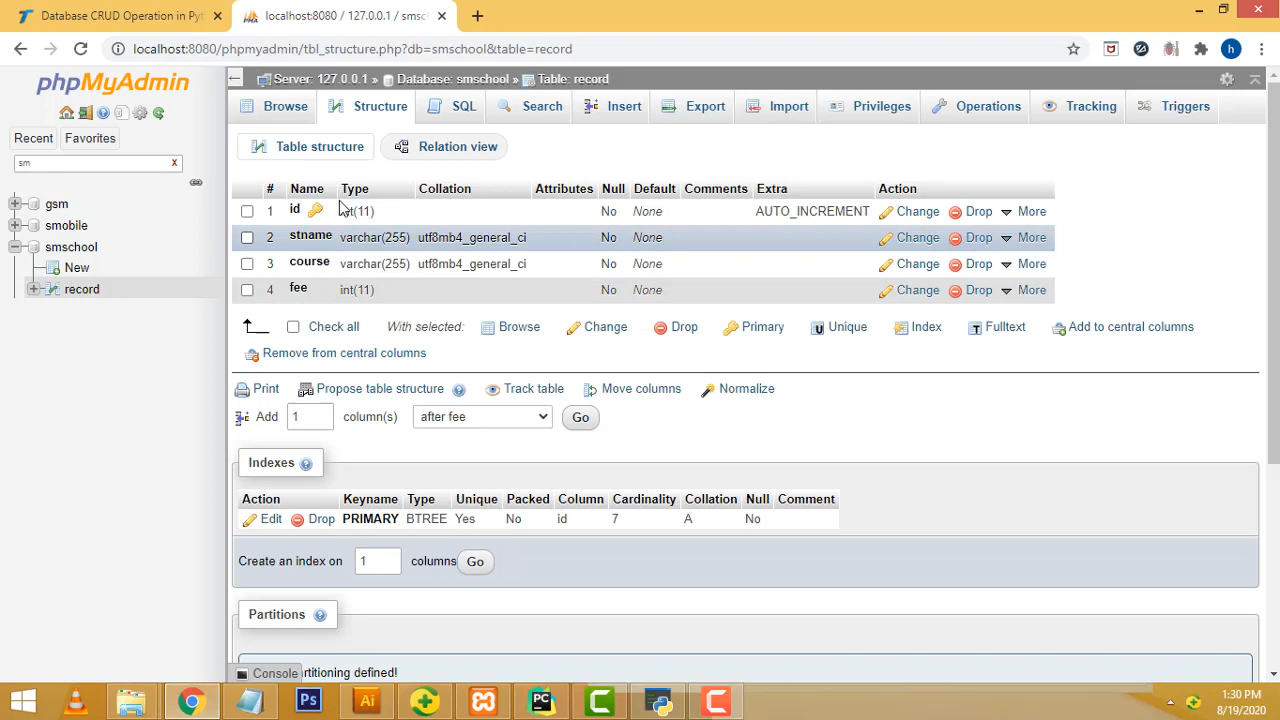 Database CRUD Operation in Pyt
localhost:8080 / 127.0.0.1 / smsch
localhost:8080/phpmyadmin/tbl_structure.php?db=smschool&table=record
h
phpMyAdmin
Server: 127.0.0.1 » Database: smschool » Table: record
Browse Structure SQL Search Insert Export Import Privileges Operations Tracking Triggers
Recent Favorites
sm X
Table structure Relation view
gsm
smobile
smschool
New
record
# Name Type Collation Attributes Null Default Comments Extra Action
1 id int(11) No None AUTO_INCREMENT Change Drop More
2 stname varchar(255) utf8mb4_general_ci No None Change Drop More
3 course varchar(255) utf8mb4_general_ci No None Change Drop More
4 fee int(11) No None Change Drop More
Check all With selected: Browse Change Drop Primary Unique Index Fulltext Add to central columns
Remove from central columns
Print Propose table structure Track table Move columns Normalize
Add 1 column(s) after fee Go
Indexes
Action Keyname Type Unique Packed Column Cardinality Collation Null Comment
Edit Drop PRIMARY BTREE Yes No id 7 A No
Create an index on 1 columns Go
Partitions
Console
artitioning defined!
Ps Ai PC
1:30 PM
8/19/2020